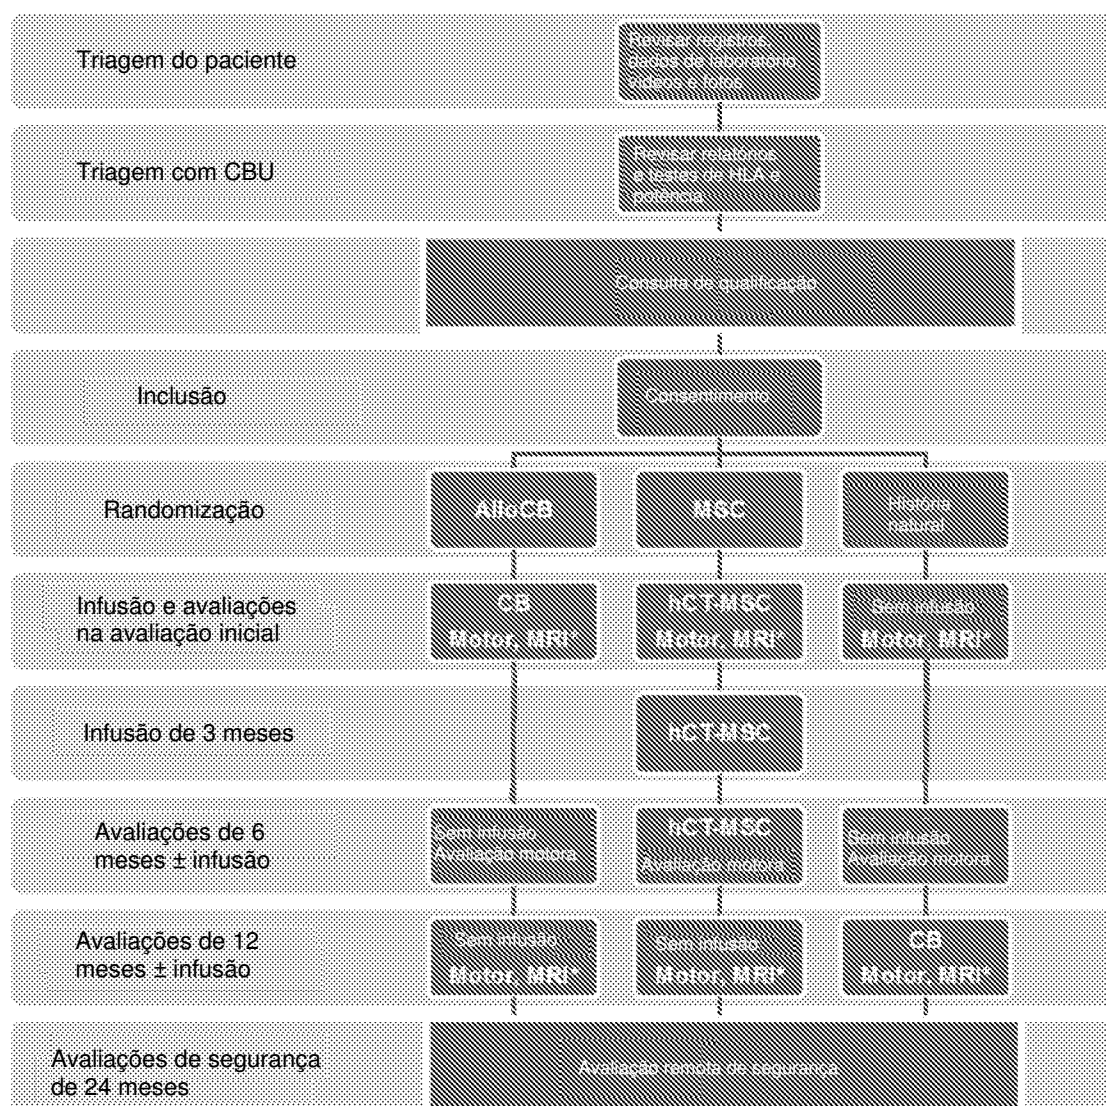 Triagem do paciente
Revisar registros,
dados de laboratório,
vídeos e fotos
Triagem com CBU
Revisar relatórios
e testes de HLA e
potência
Consulta de qualificação
Inclusão
Consentimento
Randomização
AlloCB
MSC
História
natural
Infusão e avaliações
na avaliação inicial
CB
Motor, MRI*
hCT-MSC
Motor, MRI*
Sem infusão
Motor, MRI*
Infusão de 3 meses
hCT-MSC
Avaliações de 6
meses ± infusão
Sem infusão
Avaliação motora
hCT-MSC
Avaliação motora
Sem infusão
Avaliação motora
Avaliações de 12
meses ± infusão
Sem infusão
Motor, MRI*
Sem infusão
Motor, MRI*
CB
Motor, MRI*
Avaliações de segurança
de 24 meses
Avaliação remota de segurança